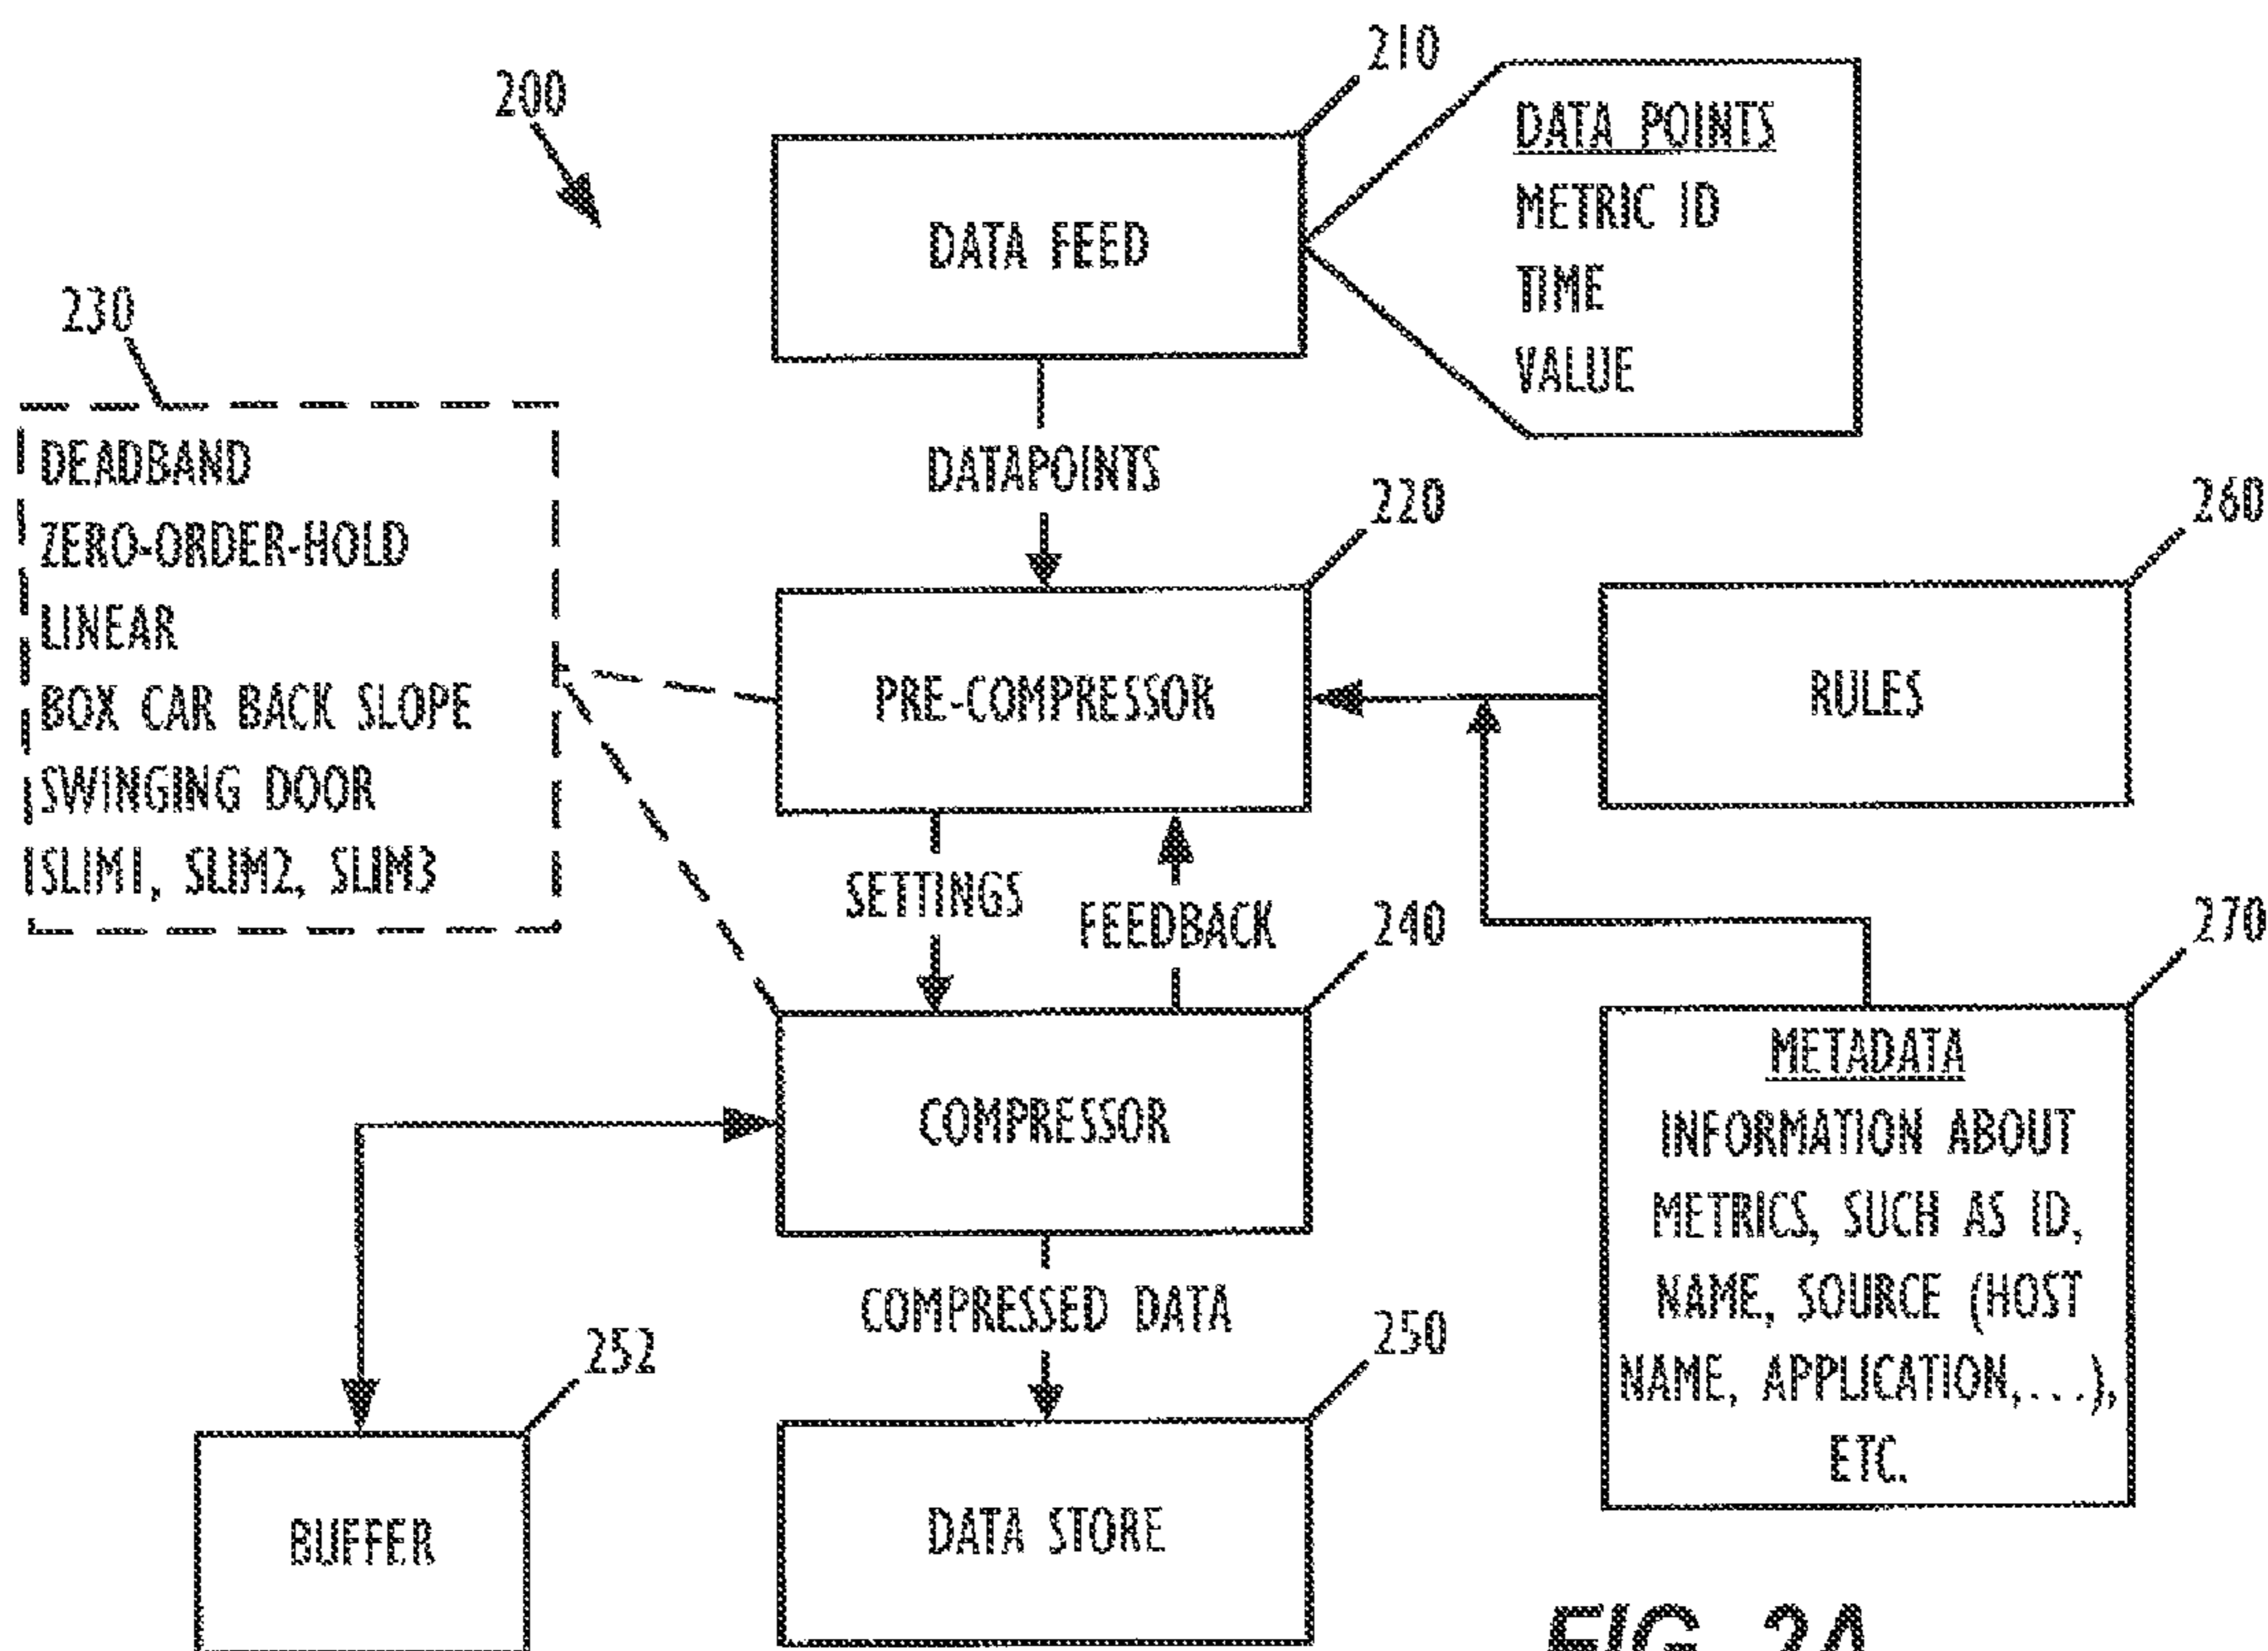 200
210
DATA FEED
DATA POINTS
METRIC ID
TIME
VALUE
230
DEADBAND
ZERO-ORDER-HOLD
LINEAR
BOX CAR BACK SLOPE
SWINGING DOOR
SLIM1, SLIM2, SLIM3
DATAPOINTS
220
PRE-COMPRESSOR
260
RULES
SETTINGS
FEEDBACK
240
COMPRESSOR
270
METADATA
INFORMATION ABOUT
METRICS, SUCH AS ID,
NAME, SOURCE (HOST
NAME, APPLICATION,...),
ETC.
COMPRESSED DATA
252
BUFFER
250
DATA STORE
FIG. 2A